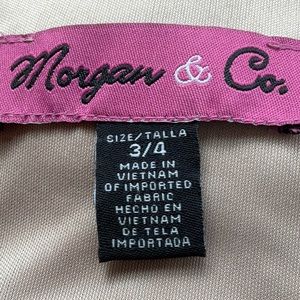 Morgan & Co.
SIZE/TALLA
3/4
MADE IN
VIETNAM
OF IMPORTED
FABRIC
HECHO EN
VIETNAM
DE TELA
IMPORTADA